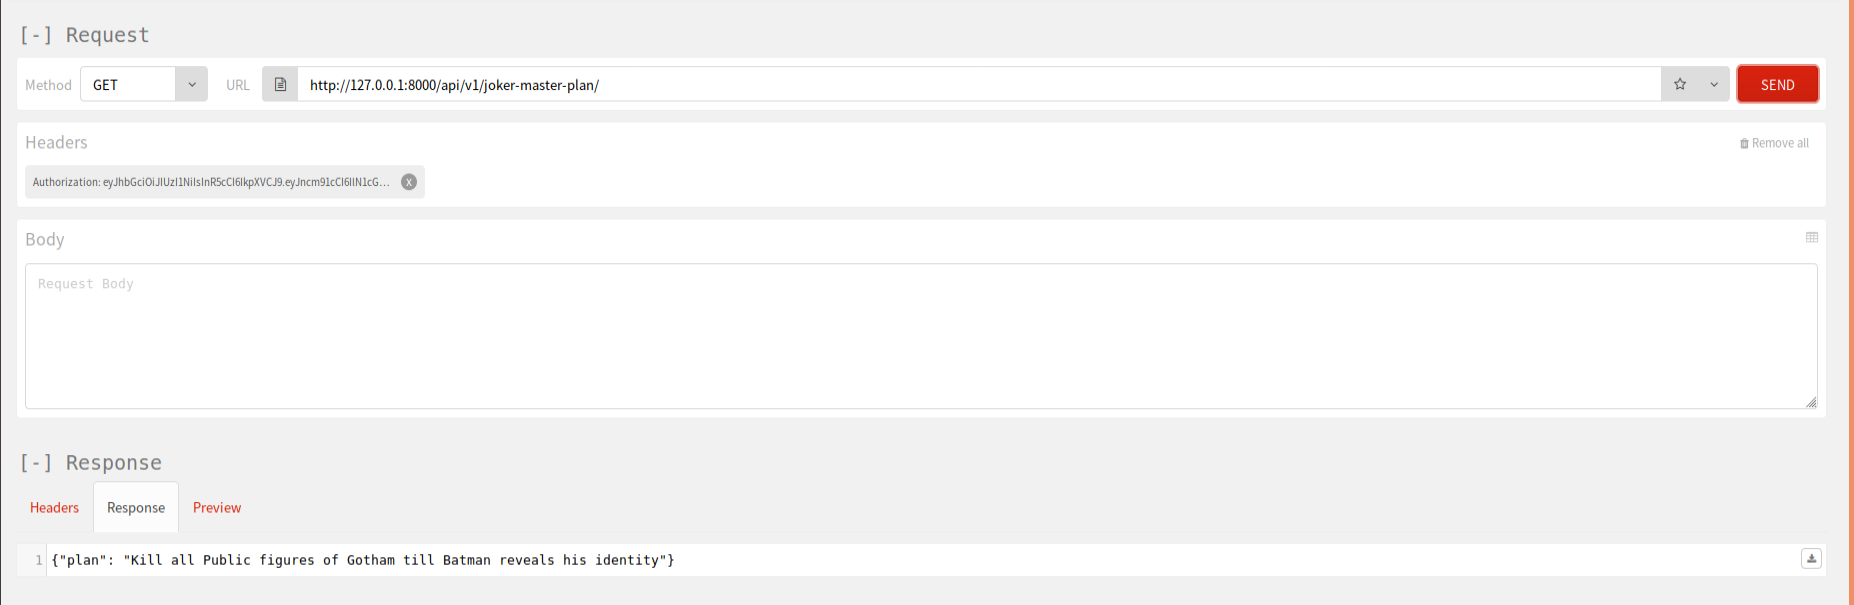 [-] Request
Method GET URL http://127.0.0.1:8000/api/v1/joker-master-plan/ SEND
Headers Remove all
Authorization: eyJhbGciOiJIUzI1NiIsInR5cCI6IkpXVCJ9.eyJncm91cCI6IlN1cG... X
Body
Request Body
[-] Response
Headers Response Preview
1 {"plan": "Kill all Public figures of Gotham till Batman reveals his identity"}